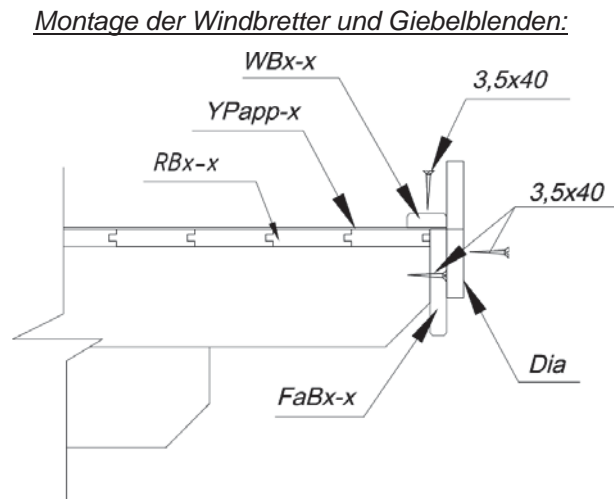 Montage der Windbretter und Giebelblenden:
WBx-x
3,5x40
YPapp-x
RBx-x
3,5x40
Dia
FaBx-x